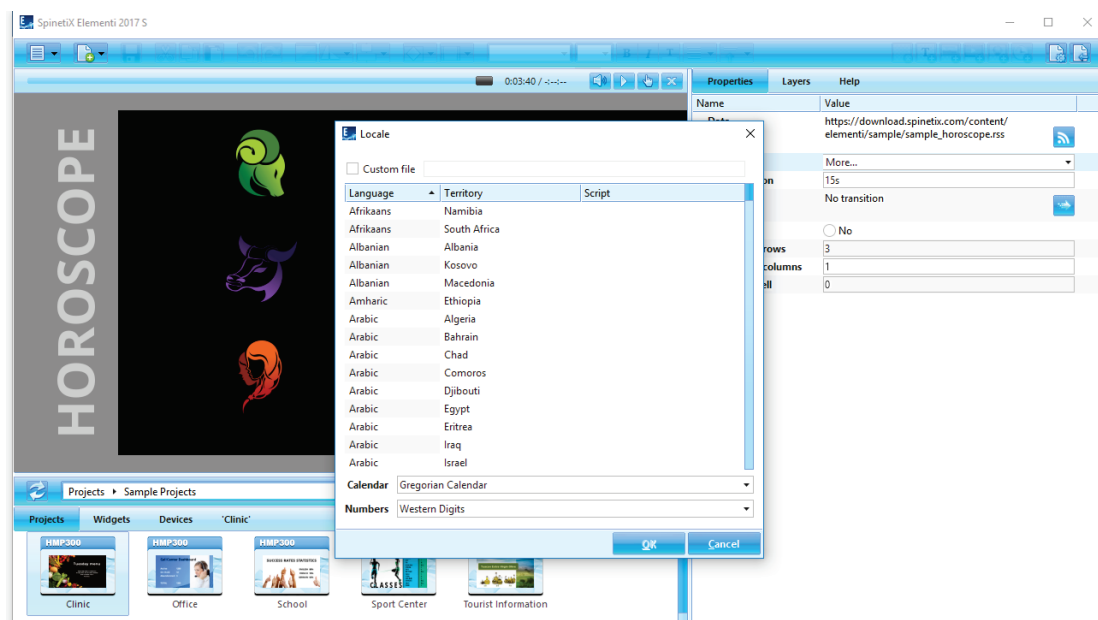 SpinetiX Elementi 2017 S
B I T
0:03:40 / -:--:--
Properties Layers Help
Name Value
Data https://download.spinetix.com/content/
elementi/sample/sample_horoscope.rss
More...
on 15s
No transition
No
rows 3
columns 1
ell 0
HOROSCOPE
Locale
Custom file
Language Territory Script
Afrikaans Namibia
Afrikaans South Africa
Albanian Albania
Albanian Kosovo
Albanian Macedonia
Amharic Ethiopia
Arabic Algeria
Arabic Bahrain
Arabic Chad
Arabic Comoros
Arabic Djibouti
Arabic Egypt
Arabic Eritrea
Arabic Iraq
Arabic Israel
Calendar Gregorian Calendar
Numbers Western Digits
OK Cancel
Projects Sample Projects
Projects Widgets Devices 'Clinic'
HMP300 HMP300 HMP300
CLASSES
Clinic Office School Sport Center Tourist Information